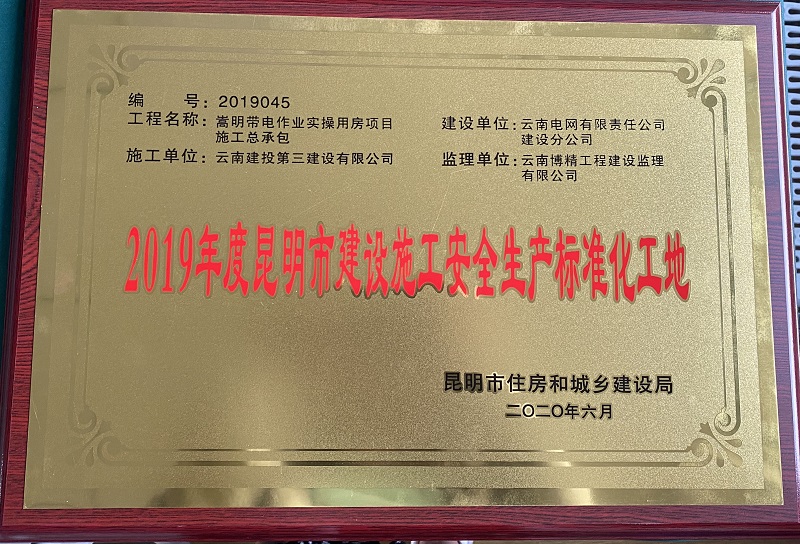 编 号：2019045
工程名称：嵩明带电作业实操用房项目
施工总承包
施工单位：云南建投第三建设有限公司
建设单位：云南电网有限责任公司
建设分公司
监理单位：云南博精工程建设监理
有限公司
2019年度昆明市建设施工安全生产标准化工地
昆明市住房和城乡建设局
二〇二〇年六月